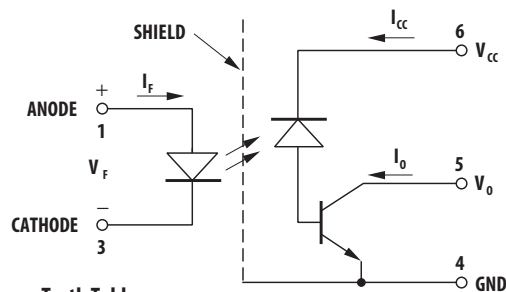 SHIELD
I_CC
6
V_CC
+
I_F
ANODE
1
V_F
I_O
5
V_O
−
CATHODE
3
4
GND